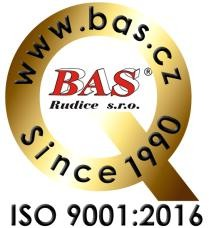 www.bas.cz
BAS®
Rudice s.r.o.
Since 1990
ISO 9001:2016